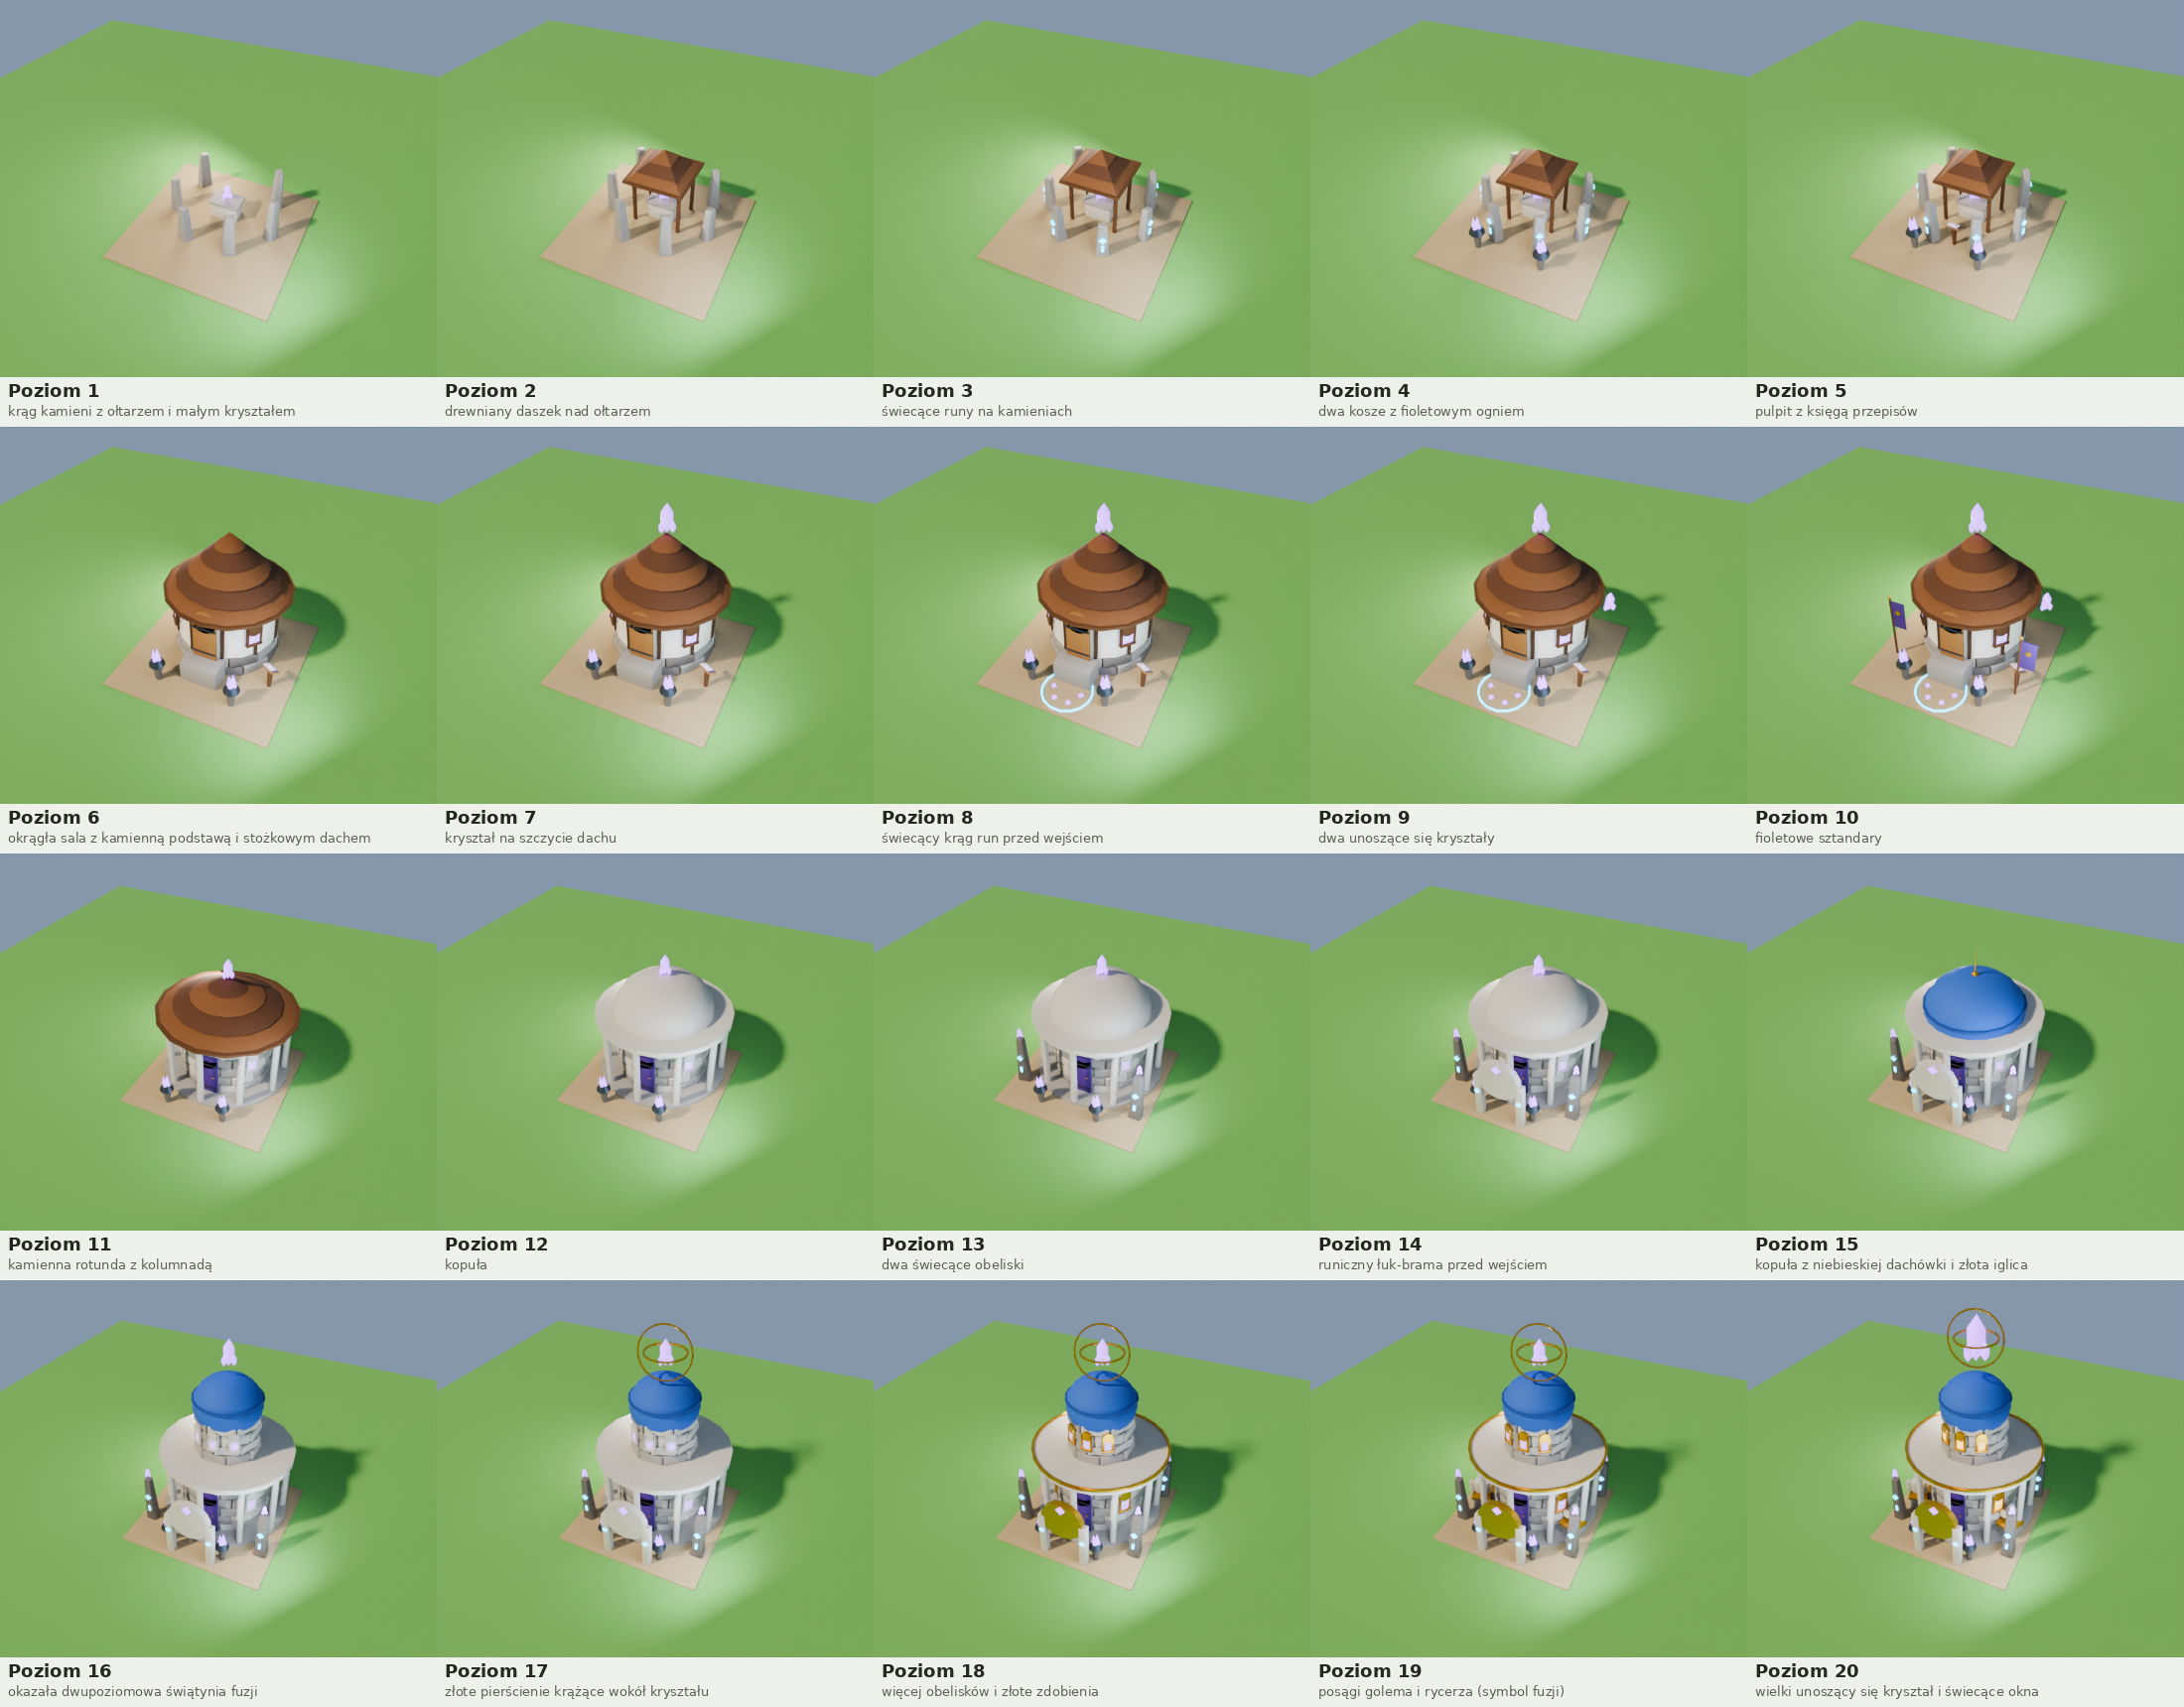 Poziom 1
krąg kamieni z ołtarzem i małym kryształem
Poziom 2
drewniany daszek nad ołtarzem
Poziom 3
świecące runy na kamieniach
Poziom 4
dwa kosze z fioletowym ogniem
Poziom 5
pulpit z księgą przepisów
Poziom 6
okrągła sala z kamienną podstawą i stożkowym dachem
Poziom 7
kryształ na szczycie dachu
Poziom 8
świecący krąg run przed wejściem
Poziom 9
dwa unoszące się kryształy
Poziom 10
fioletowe sztandary
Poziom 11
kamienna rotunda z kolumnadą
Poziom 12
kopuła
Poziom 13
dwa świecące obeliski
Poziom 14
runiczny łuk-brama przed wejściem
Poziom 15
kopuła z niebieskiej dachówki i złota iglica
Poziom 16
okazała dwupoziomowa świątynia fuzji
Poziom 17
złote pierścienie krążące wokół kryształu
Poziom 18
więcej obelisków i złote zdobienia
Poziom 19
posągi golema i rycerza (symbol fuzji)
Poziom 20
wielki unoszący się kryształ i świecące okna